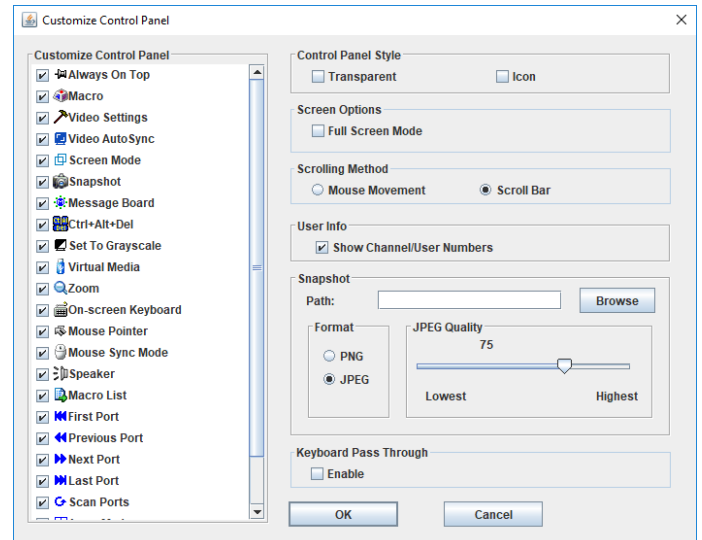 Customize Control Panel
Customize Control Panel
Always On Top
Macro
Video Settings
Video AutoSync
Screen Mode
Snapshot
Message Board
Ctrl+Alt+Del
Set To Grayscale
Virtual Media
Zoom
On-screen Keyboard
Mouse Pointer
Mouse Sync Mode
Speaker
Macro List
First Port
Previous Port
Next Port
Last Port
Scan Ports
Control Panel Style
Transparent Icon
Screen Options
Full Screen Mode
Scrolling Method
Mouse Movement Scroll Bar
User Info
Show Channel/User Numbers
Snapshot
Path: Browse
Format
PNG
JPEG
JPEG Quality
75
Lowest Highest
Keyboard Pass Through
Enable
OK Cancel